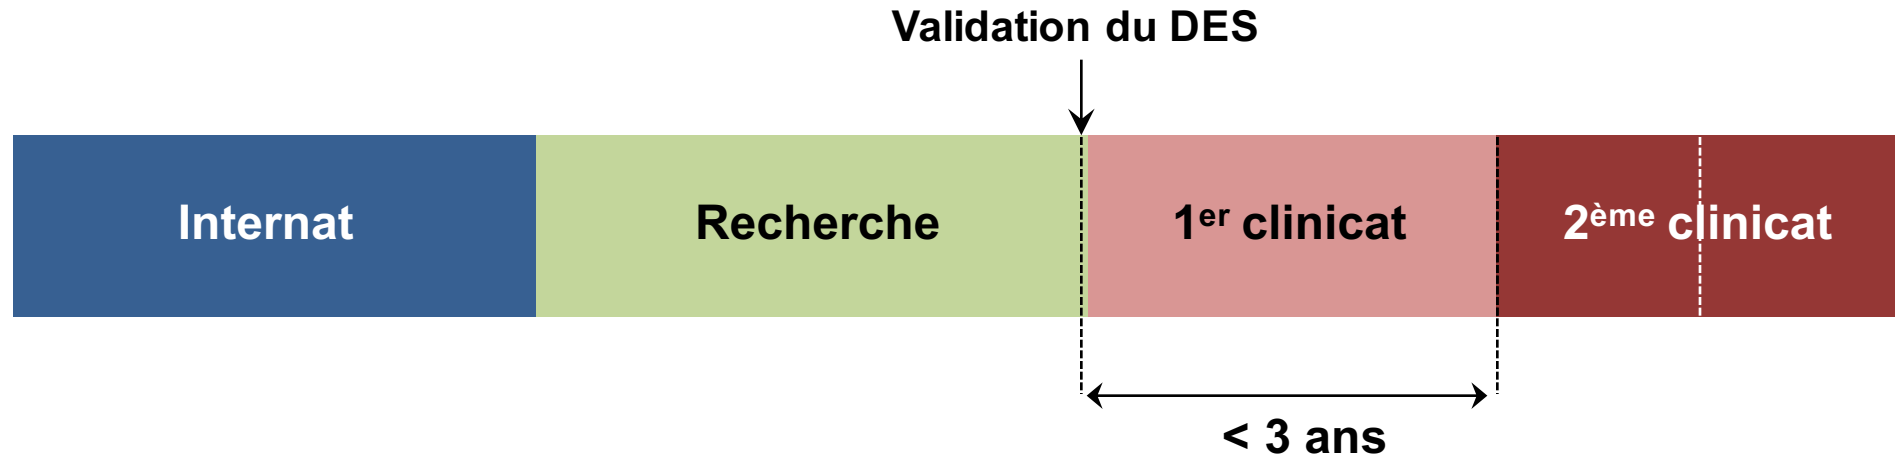 Validation du DES
Internat
Recherche
1er clinicat
2ème clinicat
< 3 ans